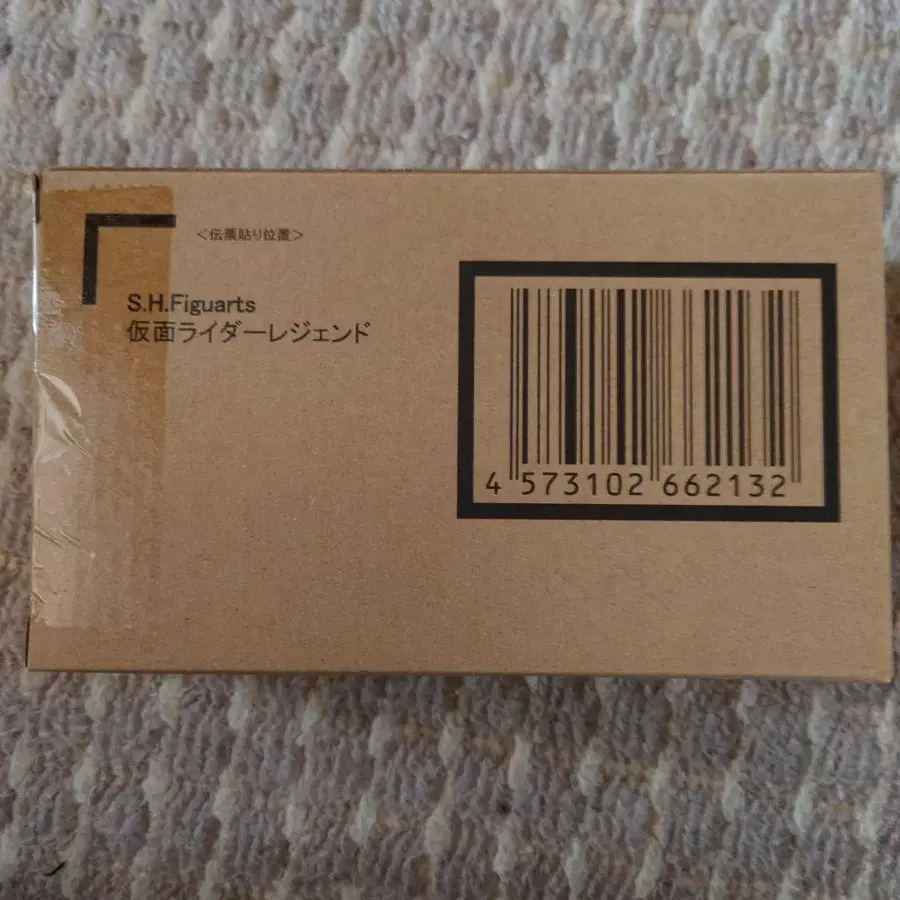 <伝票貼り位置>
S.H.Figuarts
仮面ライダーレジェンド
4 573102 662132